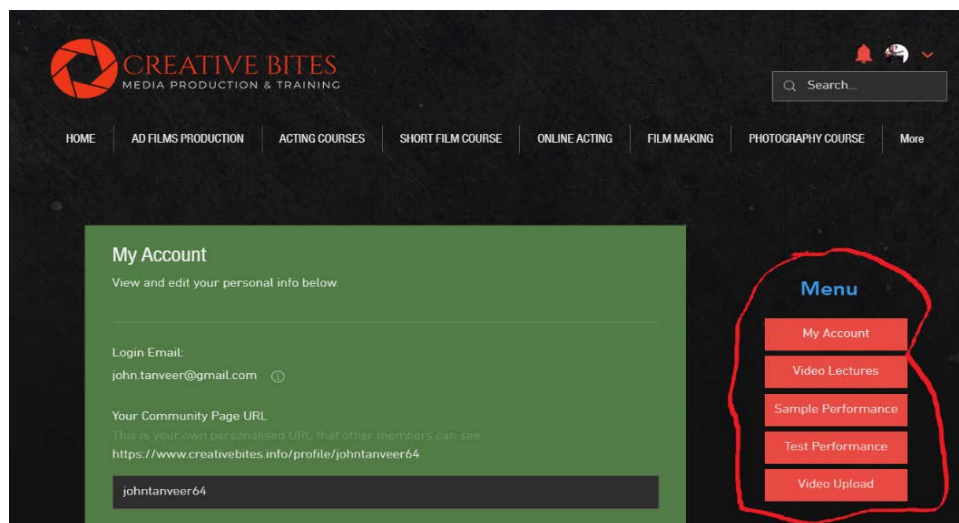 CREATIVE BITES
MEDIA PRODUCTION & TRAINING
Search...
HOME AD FILMS PRODUCTION ACTING COURSES SHORT FILM COURSE ONLINE ACTING FILM MAKING PHOTOGRAPHY COURSE More
My Account
View and edit your personal info below.
Login Email:
john.tanveer@gmail.com
Your Community Page URL
This is your own personalised URL that other members can see.
https://www.creativebites.info/profile/johntanveer64
johntanveer64
Menu
My Account
Video Lectures
Sample Performance
Test Performance
Video Upload